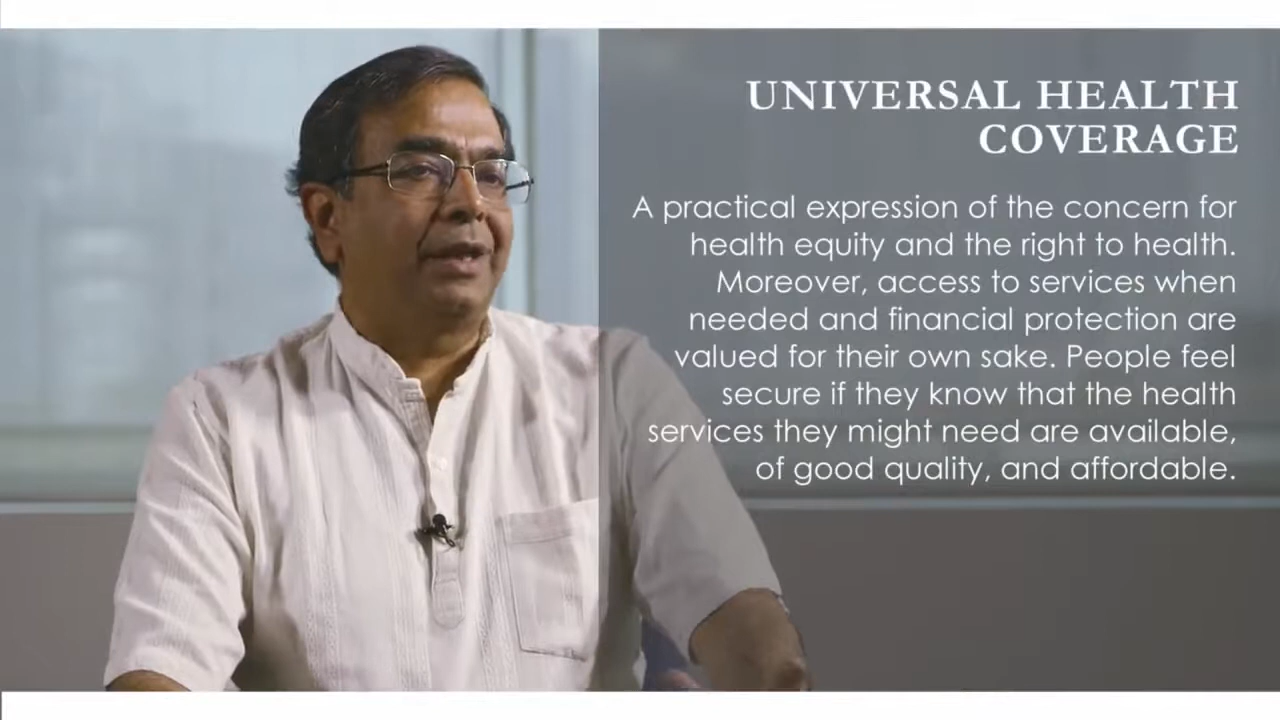 UNIVERSAL HEALTH
COVERAGE
A practical expression of the concern for
health equity and the right to health.
Moreover, access to services when
needed and financial protection are
valued for their own sake. People feel
secure if they know that the health
services they might need are available,
of good quality, and affordable.